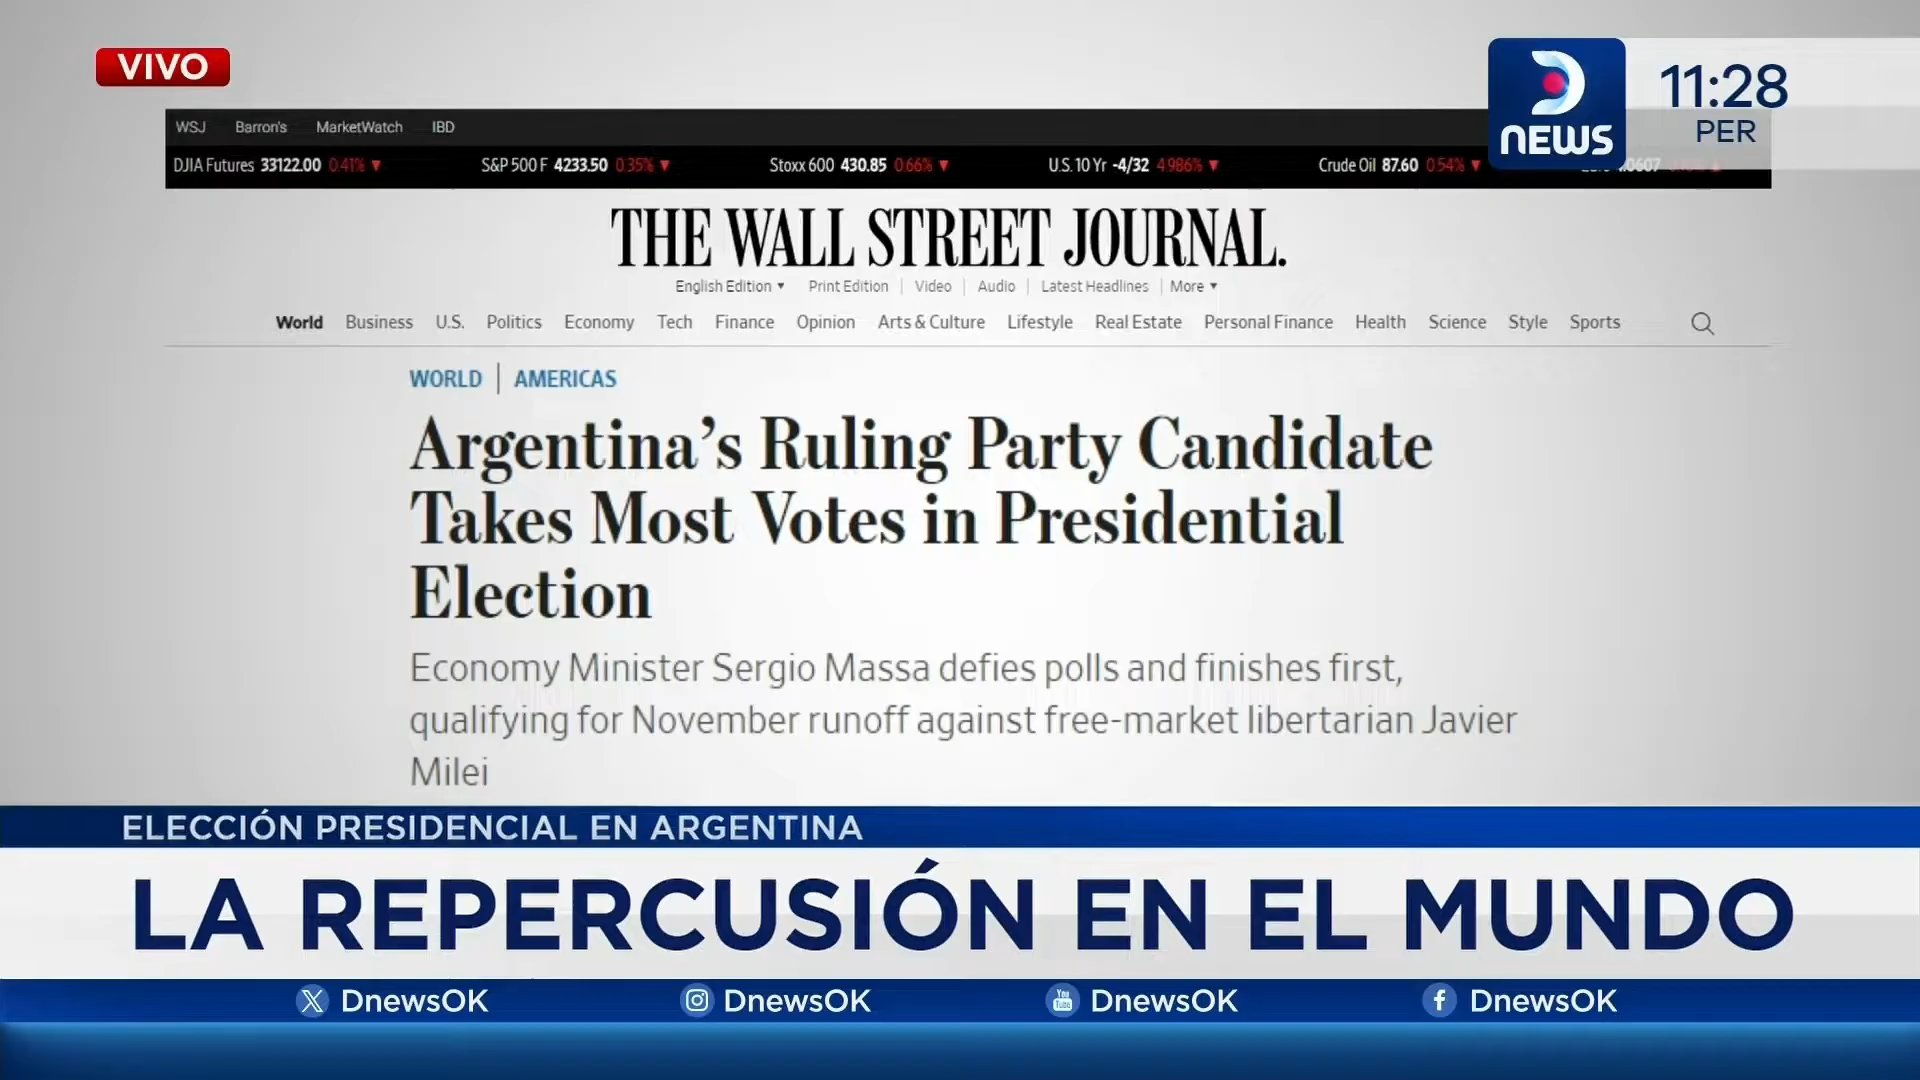 VIVO
D NEWS
11:28
PER
WSJ Barron's MarketWatch IBD
DJIA Futures 33122.00 0.41% ▼ S&P 500 F 4233.50 0.35% ▼ Stoxx 600 430.85 0.66% ▼ U.S. 10 Yr -4/32 4.986% ▼ Crude Oil 87.60 0.54% ▼
THE WALL STREET JOURNAL.
English Edition ▼ Print Edition | Video | Audio | Latest Headlines | More ▼
World Business U.S. Politics Economy Tech Finance Opinion Arts & Culture Lifestyle Real Estate Personal Finance Health Science Style Sports
WORLD | AMERICAS
Argentina's Ruling Party Candidate
Takes Most Votes in Presidential
Election
Economy Minister Sergio Massa defies polls and finishes first,
qualifying for November runoff against free-market libertarian Javier
Milei
ELECCIÓN PRESIDENCIAL EN ARGENTINA
LA REPERCUSIÓN EN EL MUNDO
DnewsOK DnewsOK DnewsOK DnewsOK